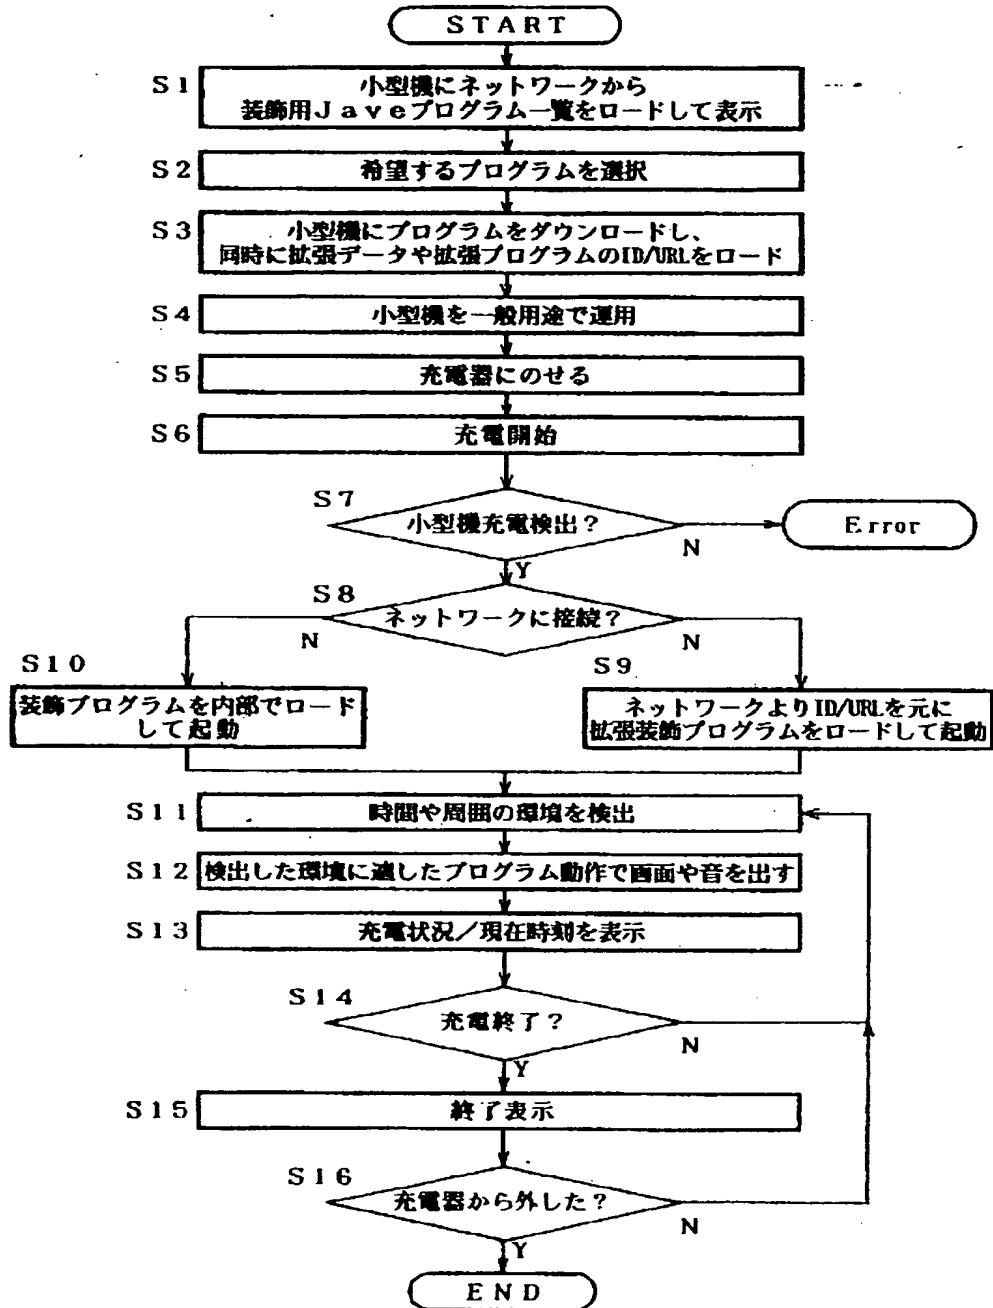 START
S1
小型機にネットワークから
装飾用Javeプログラム一覧をロードして表示
S2
希望するプログラムを選択
S3
小型機にプログラムをダウンロードし、
同時に拡張データや拡張プログラムのID/URLをロード
S4
小型機を一般用途で運用
S5
充電器にのせる
S6
充電開始
S7
小型機充電検出?
N
Error
Y
S8
ネットワークに接続?
N
N
S10
装飾プログラムを内部でロード
して起動
S9
ネットワークよりID/URLを元に
拡張装飾プログラムをロードして起動
S11
時間や周囲の環境を検出
S12
検出した環境に適したプログラム動作で画面や音を出す
S13
充電状況/現在時刻を表示
S14
充電終了?
N
Y
S15
終了表示
S16
充電器から外した?
N
Y
END